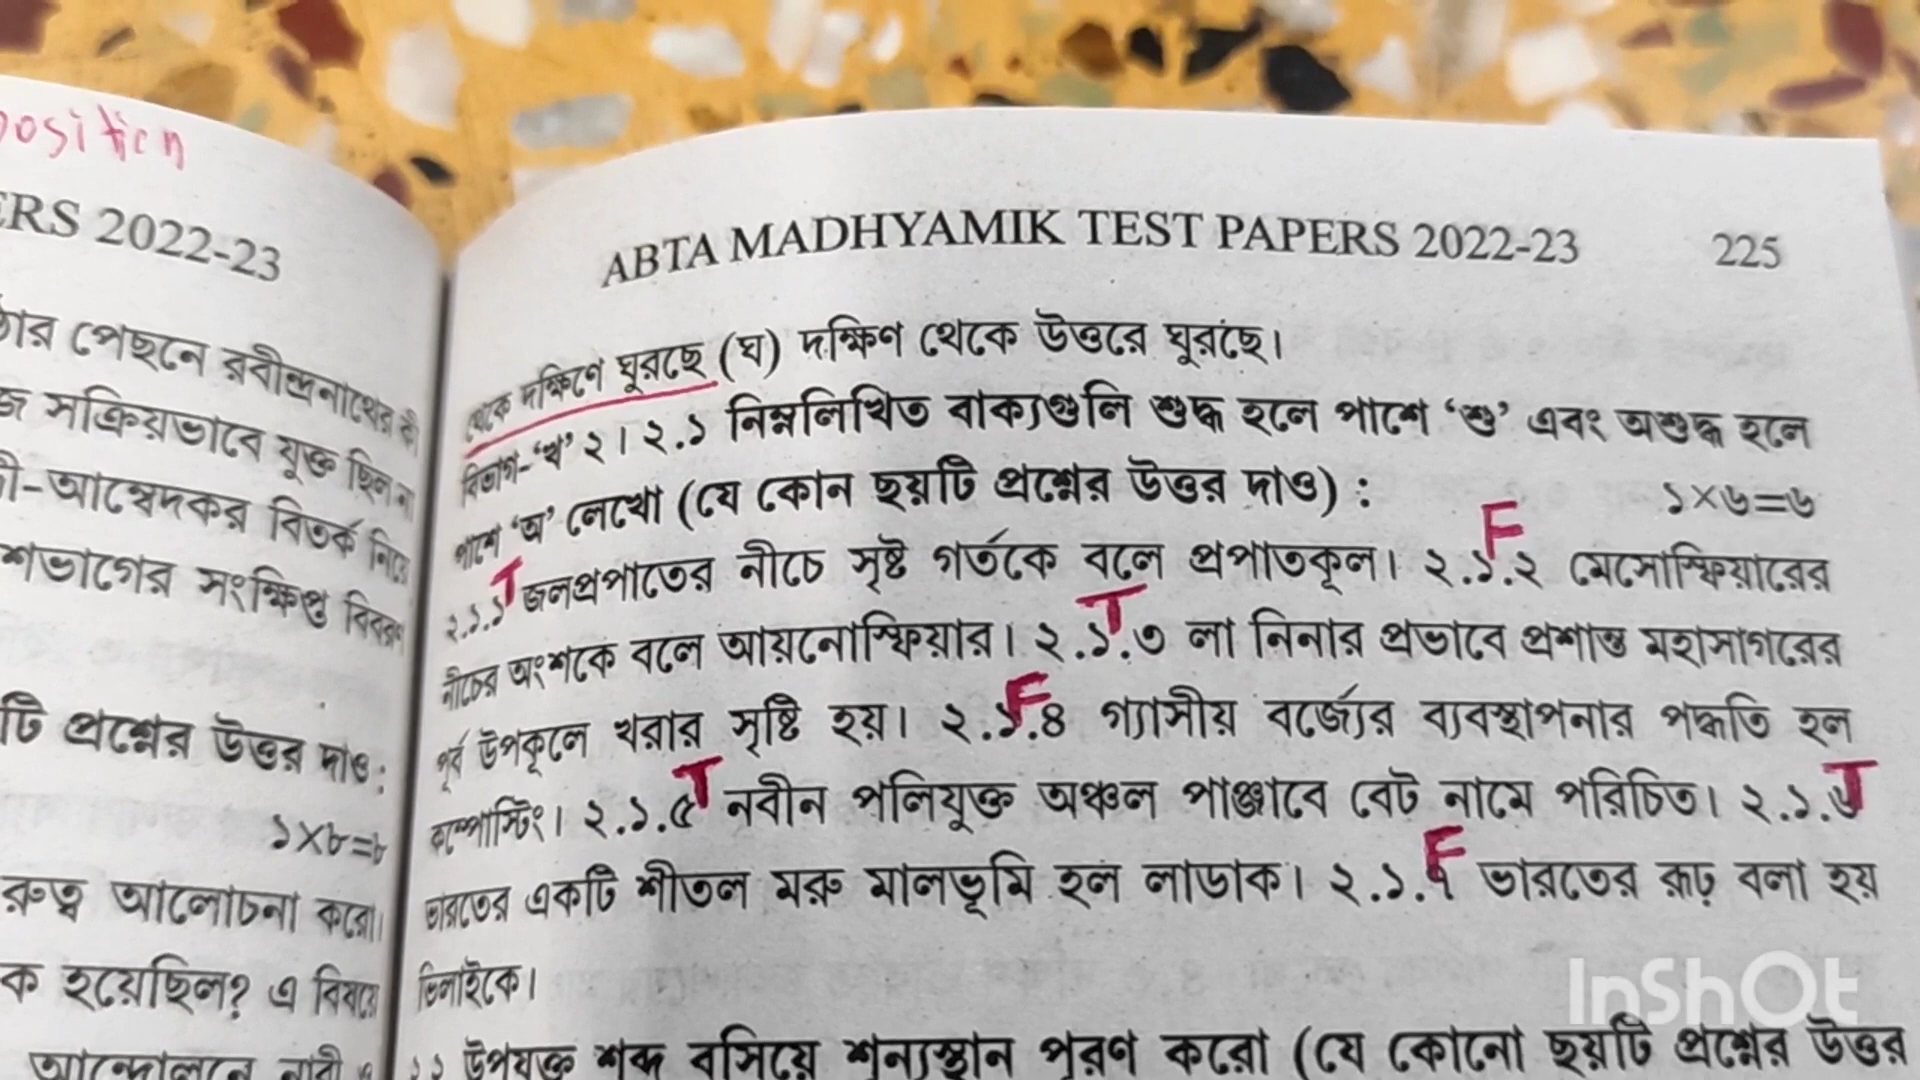 position
ERS 2022-23
পেছনে রবীন্দ্রনাথের
সক্রিয়ভাবে যুক্ত ছিল না
আম্বেদকর বিতর্ক নিয়ে
শভাগের সংক্ষিপ্ত বিবরণ
টি প্রশ্নের উত্তর দাও:
১×৮=৮
রুত্ব আলোচনা করো।
ক হয়েছিল? এ বিষয়ে
আন্দোলনে নারী
ABTA MADHYAMIK TEST PAPERS 2022-23 225
থেকে দক্ষিণে ঘুরছে (ঘ) দক্ষিণ থেকে উত্তরে ঘুরছে।
বিভাগ-‘খ’ ২। ২.১ নিম্নলিখিত বাক্যগুলি শুদ্ধ হলে পাশে ‘শু’ এবং অশুদ্ধ হলে
পাশে ‘অ’ লেখো (যে কোন ছয়টি প্রশ্নের উত্তর দাও) : ১×৬=৬
২.১.১ T জলপ্রপাতের নীচে সৃষ্ট গর্তকে বলে প্রপাতকূল। ২.১.২ F মেসোস্ফিয়ারের
নীচের অংশকে বলে আয়নোস্ফিয়ার। ২.১.৩ T লা নিনার প্রভাবে প্রশান্ত মহাসাগরের
পূর্ব উপকূলে খরার সৃষ্টি হয়। ২.১.৪ F গ্যাসীয় বর্জ্যের ব্যবস্থাপনার পদ্ধতি হল
কম্পোস্টিং। ২.১.৫ T নবীন পলিযুক্ত অঞ্চল পাঞ্জাবে বেট নামে পরিচিত। ২.১.৬ T
ভারতের একটি শীতল মরু মালভূমি হল লাডাক। ২.১.৭ F ভারতের রূঢ় বলা হয়
ভিলাইকে।
উপযুক্ত শব্দ বসিয়ে শূন্যস্থান পূরণ করো (যে কোনো ছয়টি প্রশ্নের উত্তর
InShOt